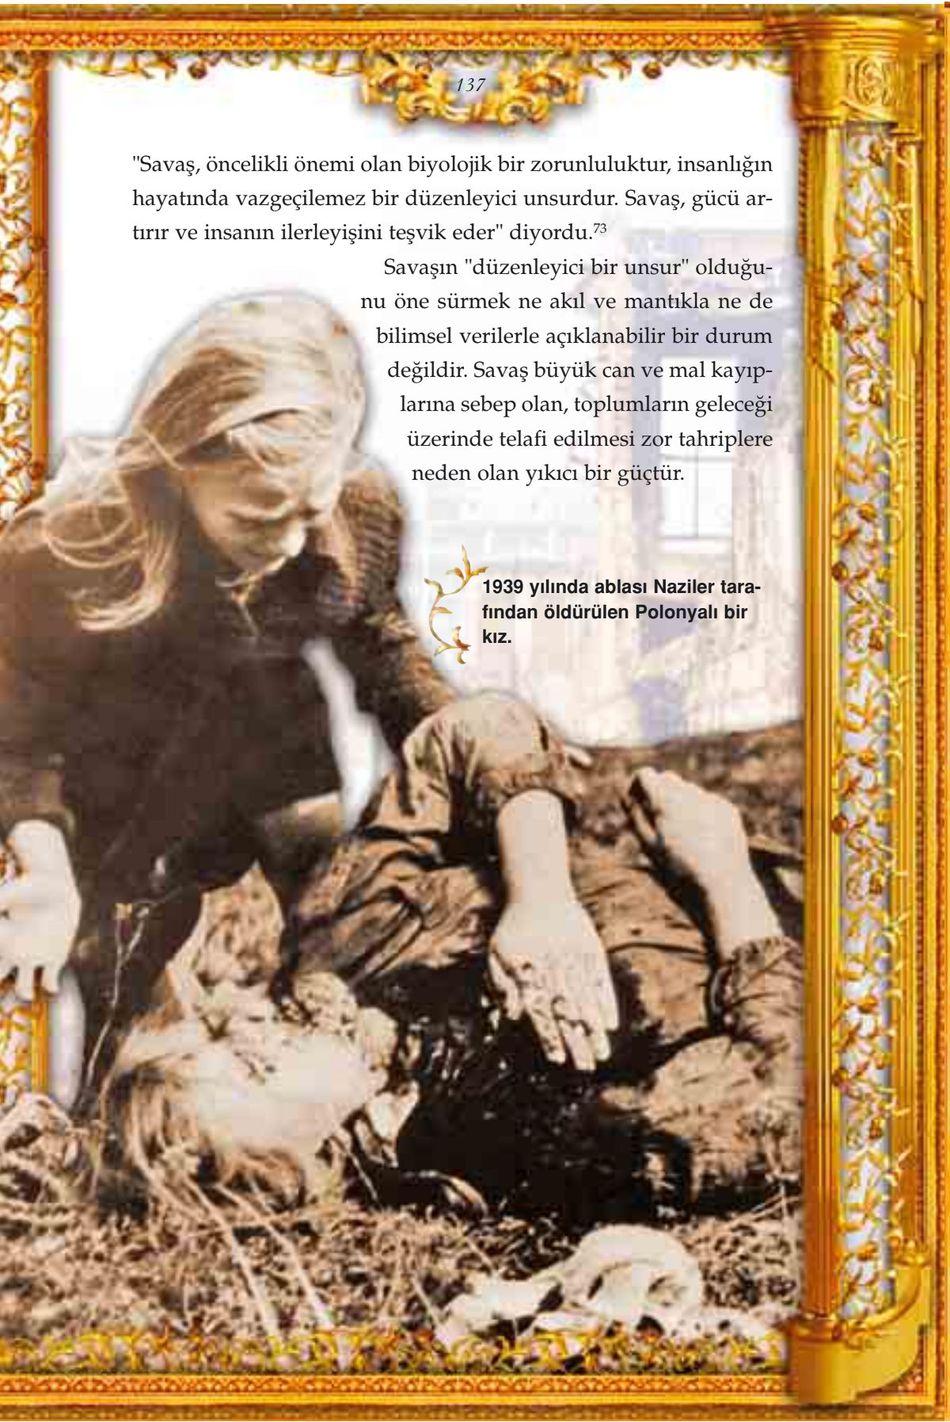 137
"Savaş, öncelikli önemi olan biyolojik bir zorunluluktur, insanlığın
hayatında vazgeçilemez bir düzenleyici unsurdur. Savaş, gücü ar-
tırır ve insanın ilerleyişini teşvik eder" diyordu.73
Savaşın "düzenleyici bir unsur" olduğu-
nu öne sürmek ne akıl ve mantıkla ne de
bilimsel verilerle açıklanabilir bir durum
değildir. Savaş büyük can ve mal kayıp-
larına sebep olan, toplumların geleceği
üzerinde telafi edilmesi zor tahriplere
neden olan yıkıcı bir güçtür.
1939 yılında ablası Naziler tara-
fından öldürülen Polonyalı bir
kız.